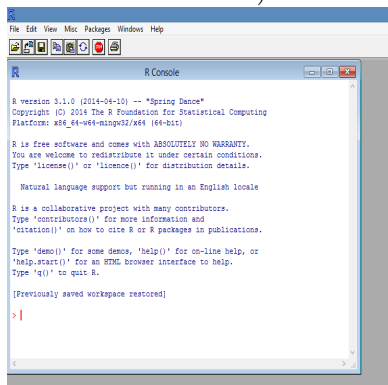 File Edit View Misc Packages Windows Help
R Console
R version 3.1.0 (2014-04-10) -- "Spring Dance"
Copyright (C) 2014 The R Foundation for Statistical Computing
Platform: x86_64-w64-mingw32/x64 (64-bit)
R is free software and comes with ABSOLUTELY NO WARRANTY.
You are welcome to redistribute it under certain conditions.
Type 'license()' or 'licence()' for distribution details.
Natural language support but running in an English locale
R is a collaborative project with many contributors.
Type 'contributors()' for more information and
'citation()' on how to cite R or R packages in publications.
Type 'demo()' for some demos, 'help()' for on-line help, or
'help.start()' for an HTML browser interface to help.
Type 'q()' to quit R.
[Previously saved workspace restored]
>